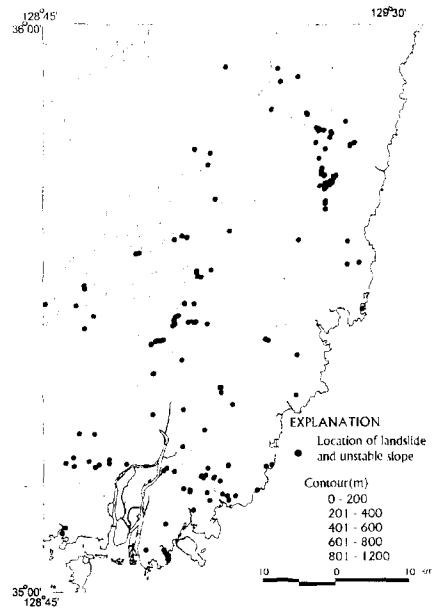 128°45'
129°30'
36°00'
EXPLANATION
Location of landslide
and unstable slope
Contour(m)
0 - 200
201 - 400
401 - 600
601 - 800
801 - 1200
35°00'
128°45'
10 0 10 km